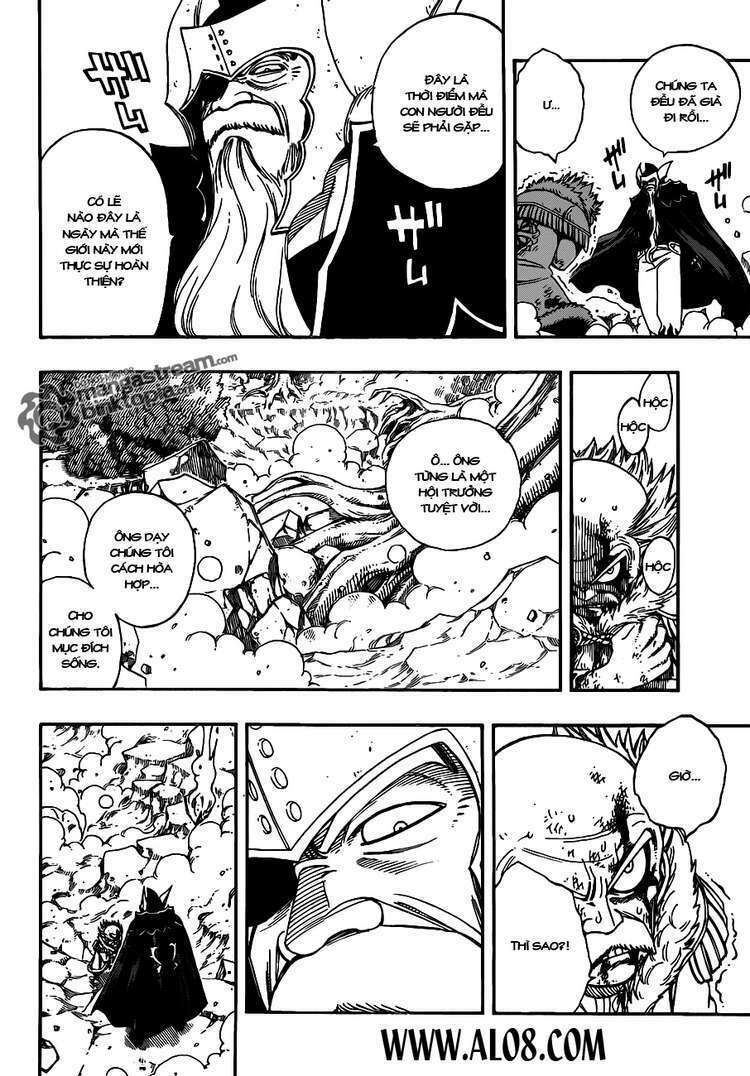 CHÚNG TA
ĐỀU ĐÃ GIÀ
ĐI RỒI...
Ư...
ĐÂY LÀ
THỜI ĐIỂM MÀ
CON NGƯỜI ĐỀU
SẼ PHẢI GẶP...
CÓ LẼ
NÀO ĐÂY LÀ
NGÀY MÀ THẾ
GIỚI NÀY MỚI
THỰC SỰ HOÀN
THIỆN?
HỘC
HỘC
HỘC
Ô... ÔNG
TỪNG LÀ MỘT
HỘI TRƯỞNG
TUYỆT VỜI...
ÔNG DẠY
CHÚNG TÔI
CÁCH HÒA
HỢP...
CHO
CHÚNG TÔI
MỤC ĐÍCH
SỐNG.
mangastream.com
GIỜ...
THÌ SAO?!
WWW.ALO8.COM